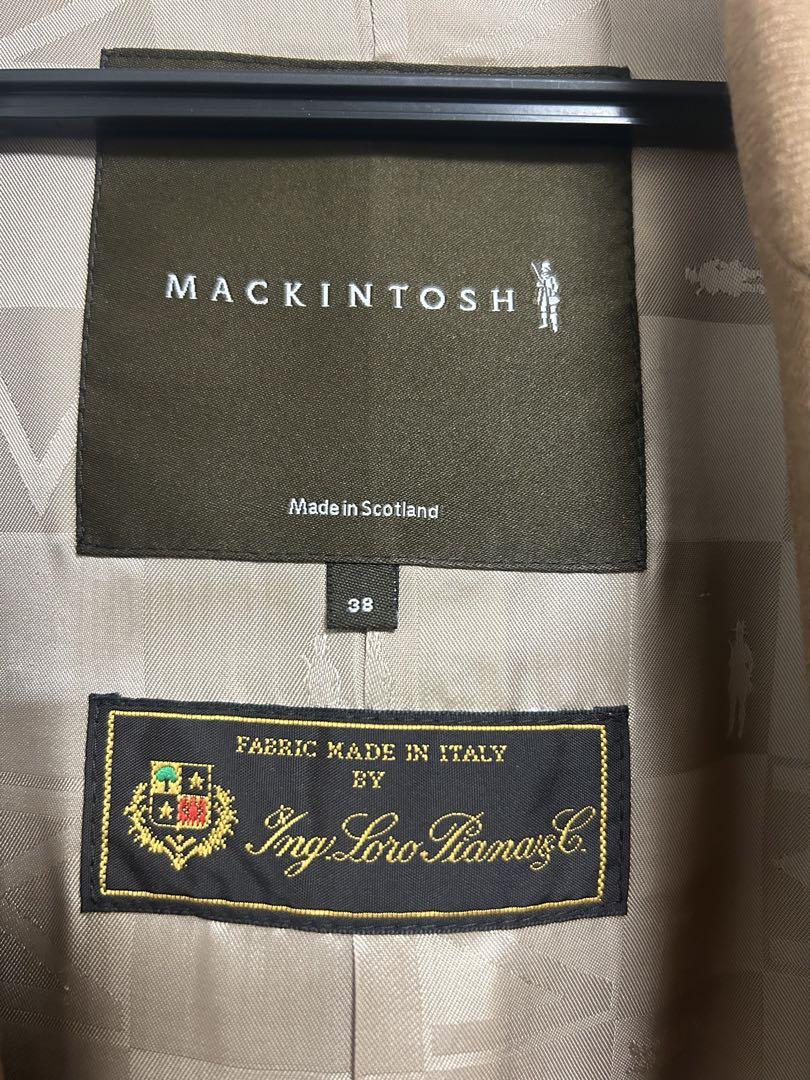 MACKINTOSH
Made in Scotland
38
FABRIC MADE IN ITALY
BY
Ing. Loro Piana & C.